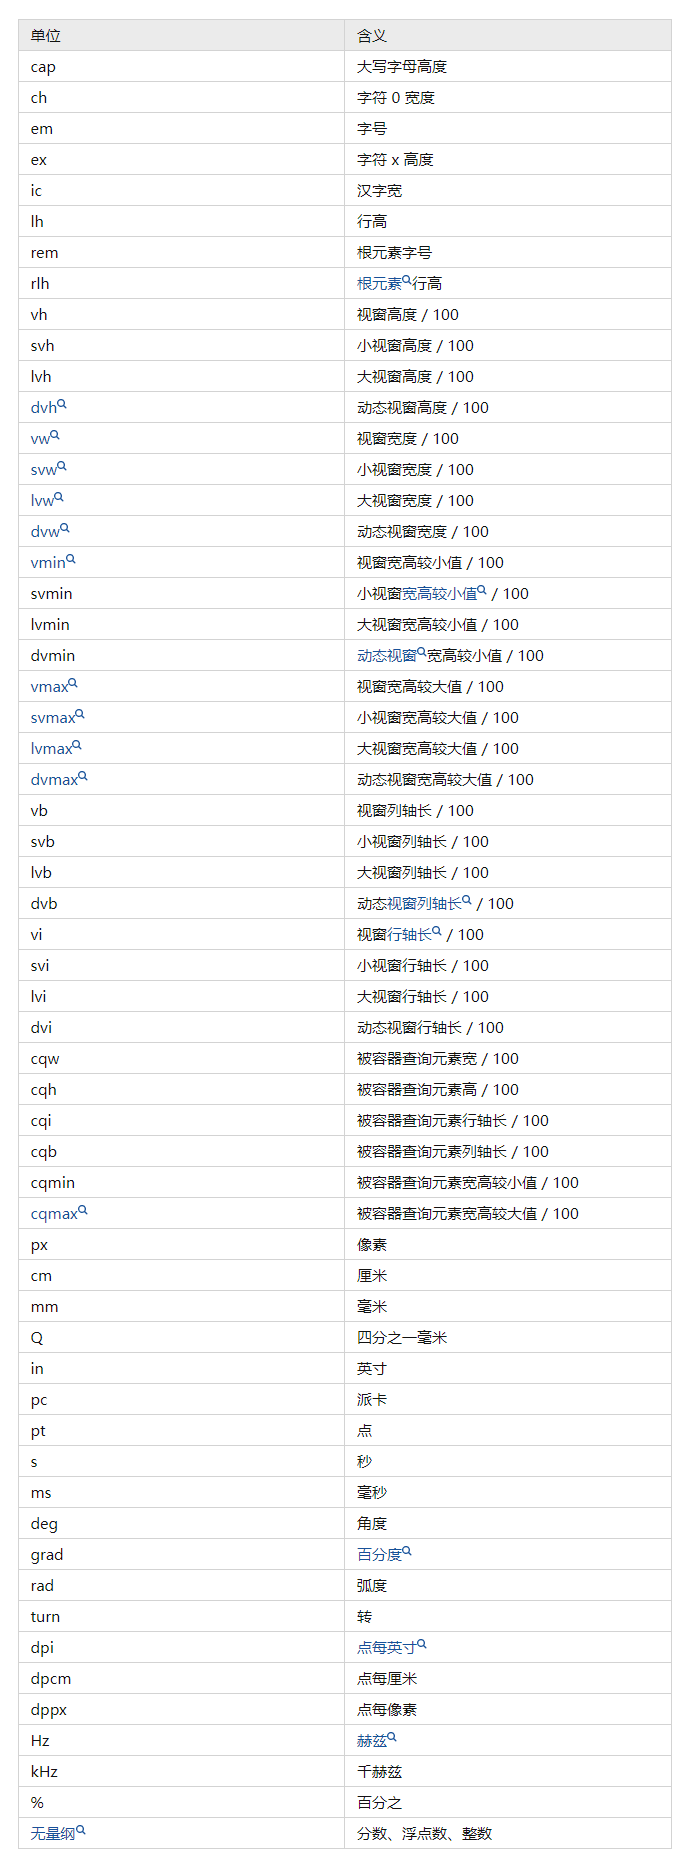 单位 含义
cap 大写字母高度
ch 字符 0 宽度
em 字号
ex 字符 x 高度
ic 汉字宽
lh 行高
rem 根元素字号
rlh 根元素行高
vh 视窗高度 / 100
svh 小视窗高度 / 100
lvh 大视窗高度 / 100
dvh 动态视窗高度 / 100
vw 视窗宽度 / 100
svw 小视窗宽度 / 100
lvw 大视窗宽度 / 100
dvw 动态视窗宽度 / 100
vmin 视窗宽高较小值 / 100
svmin 小视窗宽高较小值 / 100
lvmin 大视窗宽高较小值 / 100
dvmin 动态视窗宽高较小值 / 100
vmax 视窗宽高较大值 / 100
svmax 小视窗宽高较大值 / 100
lvmax 大视窗宽高较大值 / 100
dvmax 动态视窗宽高较大值 / 100
vb 视窗列轴长 / 100
svb 小视窗列轴长 / 100
lvb 大视窗列轴长 / 100
dvb 动态视窗列轴长 / 100
vi 视窗行轴长 / 100
svi 小视窗行轴长 / 100
lvi 大视窗行轴长 / 100
dvi 动态视窗行轴长 / 100
cqw 被容器查询元素宽 / 100
cqh 被容器查询元素高 / 100
cqi 被容器查询元素行轴长 / 100
cqb 被容器查询元素列轴长 / 100
cqmin 被容器查询元素宽高较小值 / 100
cqmax 被容器查询元素宽高较大值 / 100
px 像素
cm 厘米
mm 毫米
Q 四分之一毫米
in 英寸
pc 派卡
pt 点
s 秒
ms 毫秒
deg 角度
grad 百分度
rad 弧度
turn 转
dpi 点每英寸
dpcm 点每厘米
dppx 点每像素
Hz 赫兹
kHz 千赫兹
% 百分之
无量纲 分数、浮点数、整数